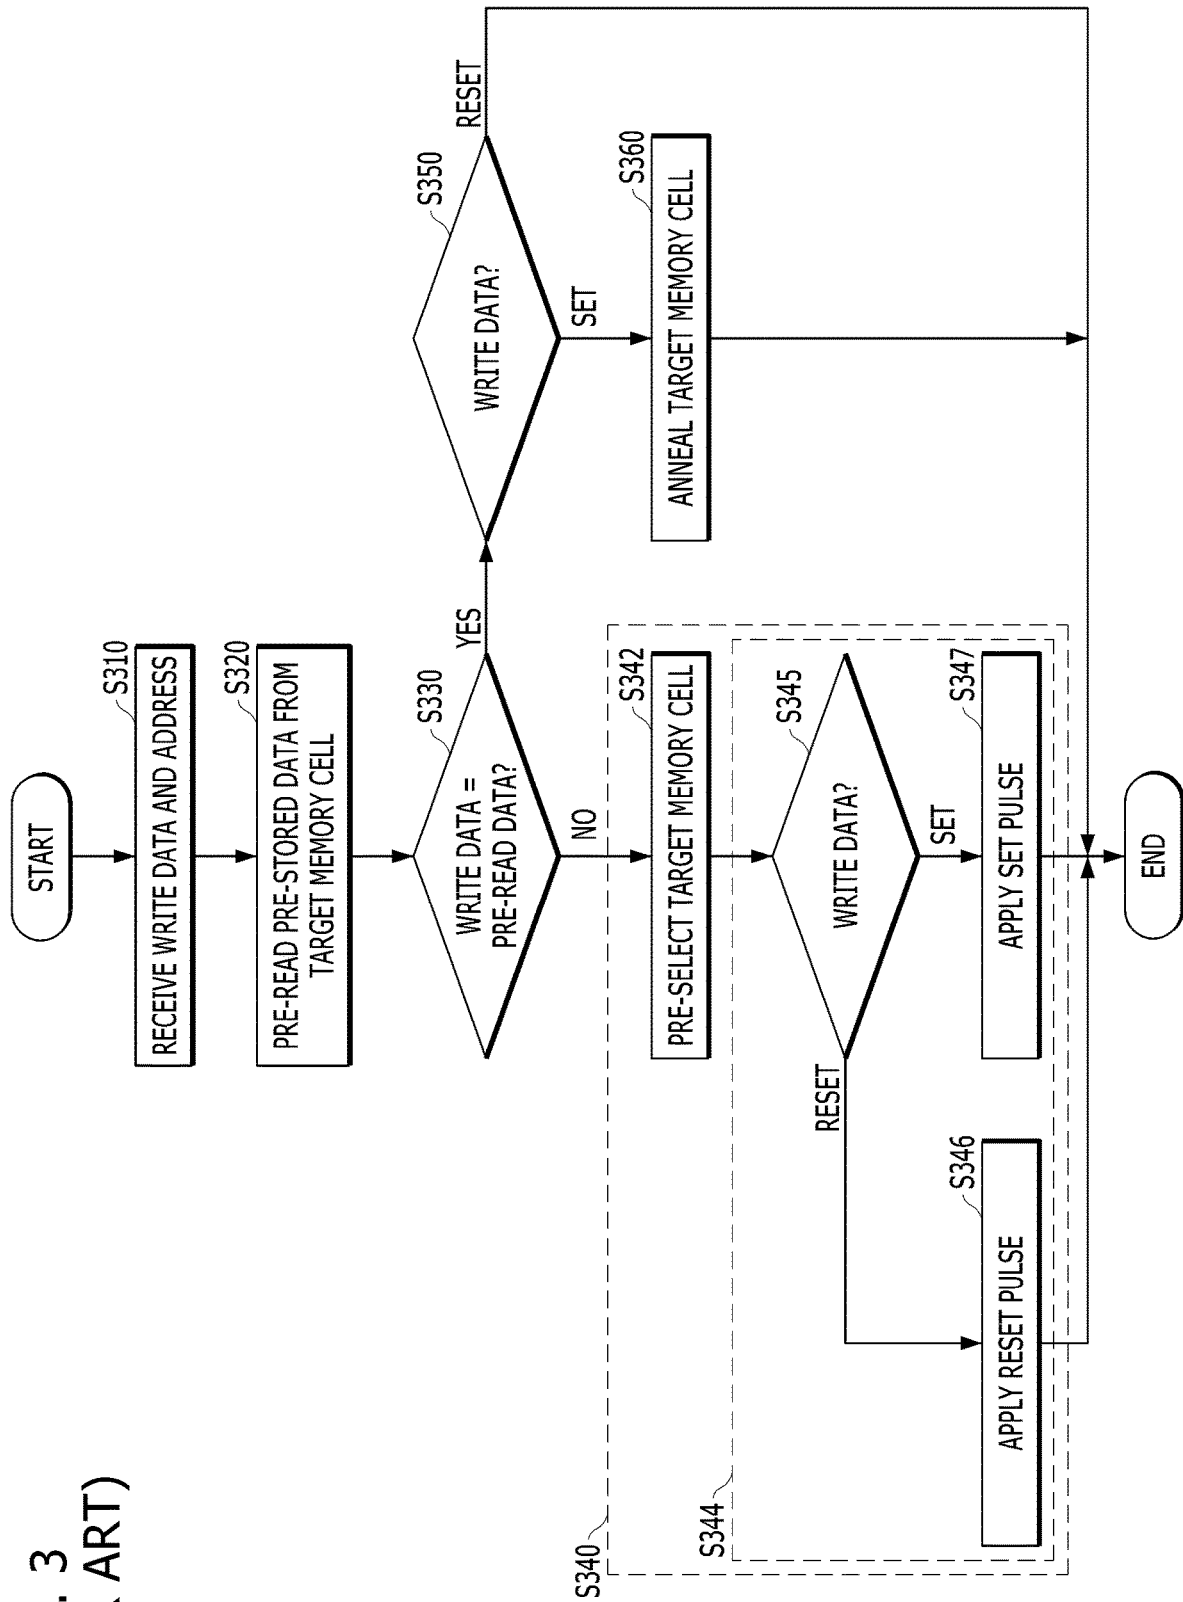 . 3
ART)
START
S310
RECEIVE WRITE DATA AND ADDRESS
S320
PRE-READ PRE-STORED DATA FROM
TARGET MEMORY CELL
S330
WRITE DATA =
PRE-READ DATA?
YES
NO
S350
WRITE DATA?
RESET
SET
S360
ANNEAL TARGET MEMORY CELL
S340
S342
PRE-SELECT TARGET MEMORY CELL
S344
S345
WRITE DATA?
RESET
SET
S346
APPLY RESET PULSE
S347
APPLY SET PULSE
END